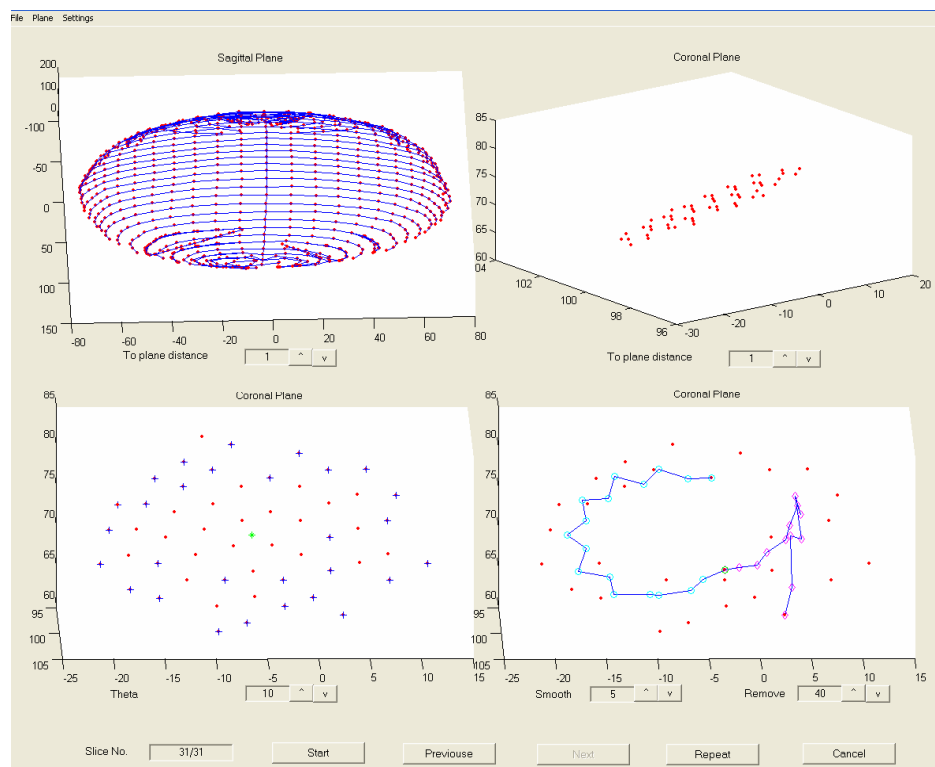 File Plane Settings
Sagittal Plane
200
100
0
-100
-50
0
50
100
150
-80 -60 -40 -20 0 20 40 60 80
To plane distance 1 ^ v
Coronal Plane
85
80
75
70
65
60
04
102
100
98
96
-30 -20 -10 0 10 20
To plane distance 1 ^ v
Coronal Plane
85
80
75
70
65
60
95
100
105
-25 -20 -15 -10 -5 0 5 10 15
Theta 10 ^ v
Coronal Plane
85
80
75
70
65
60
95
100
105
-25 -20 -15 -10 -5 0 5 10 15
Smooth 5 ^ v Remove 40 ^ v
Slice No. 31/31 Start Previouse Next Repeat Cancel